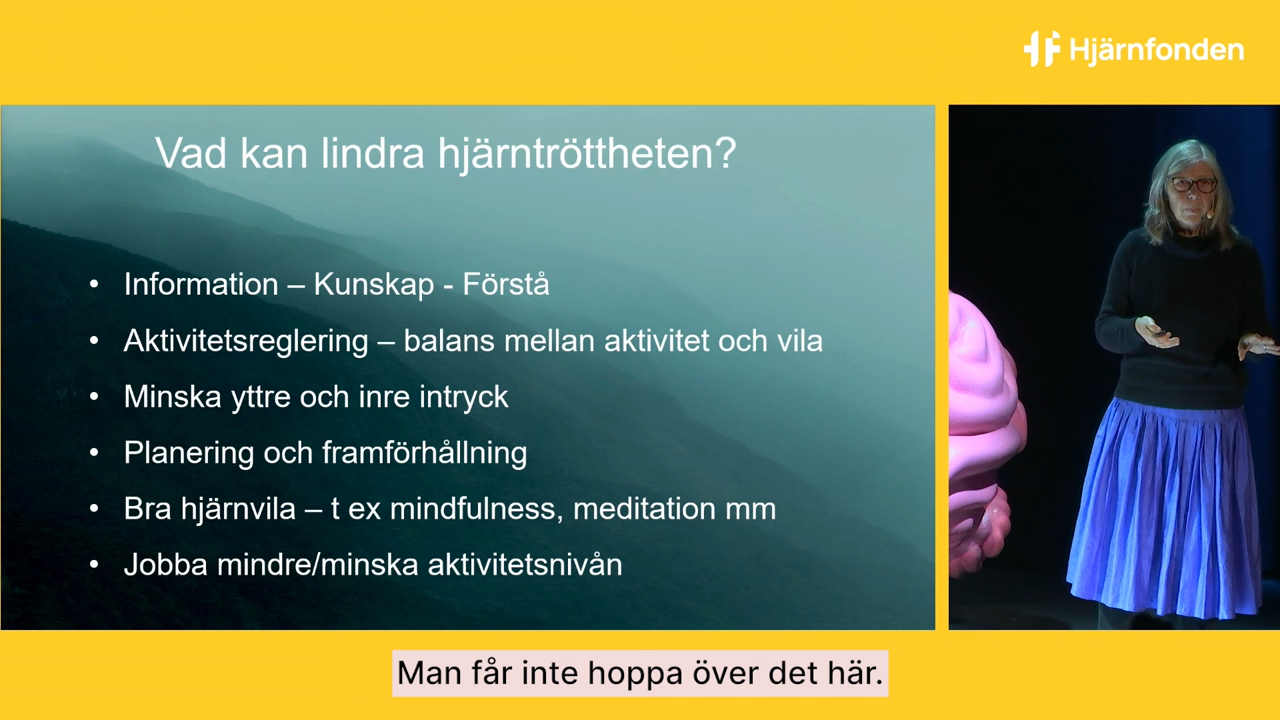 Hjärnfonden
Vad kan lindra hjärntröttheten?
• Information – Kunskap - Förstå
• Aktivitetsreglering – balans mellan aktivitet och vila
• Minska yttre och inre intryck
• Planering och framförhållning
• Bra hjärnvila – t ex mindfulness, meditation mm
• Jobba mindre/minska aktivitetsnivån
Man får inte hoppa över det här.